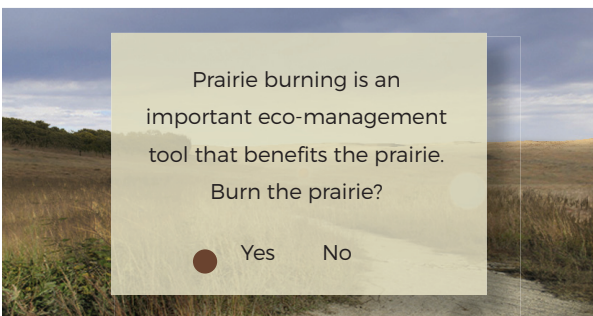 Prairie burning is an
important eco-management
tool that benefits the prairie.
Burn the prairie?
Yes No